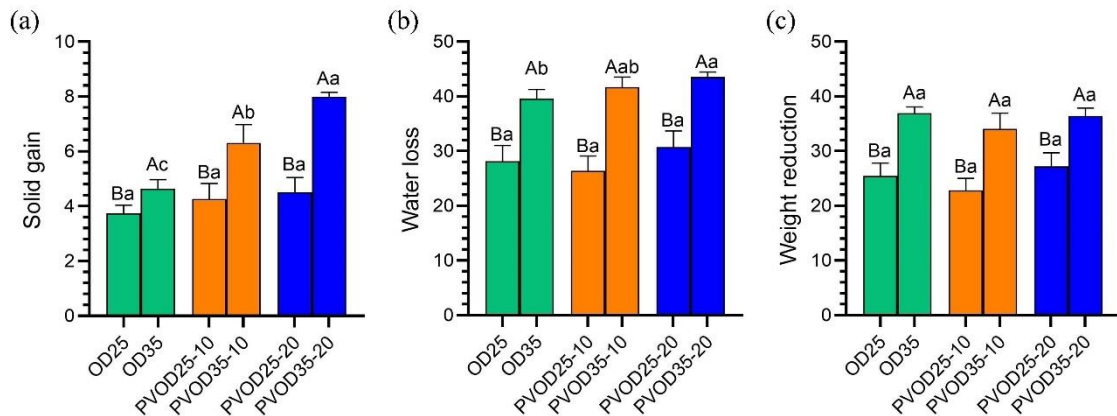 (a)
Solid gain
10
8
6
4
2
0
Ba
Ac
Ba
Ab
Ba
Aa
OD25
OD35
PVOD25-10
PVOD35-10
PVOD25-20
PVOD35-20
(b)
Water loss
50
40
30
20
10
0
Ba
Ab
Ba
Aab
Ba
Aa
OD25
OD35
PVOD25-10
PVOD35-10
PVOD25-20
PVOD35-20
(c)
Weight reduction
50
40
30
20
10
0
Ba
Aa
Ba
Aa
Ba
Aa
OD25
OD35
PVOD25-10
PVOD35-10
PVOD25-20
PVOD35-20